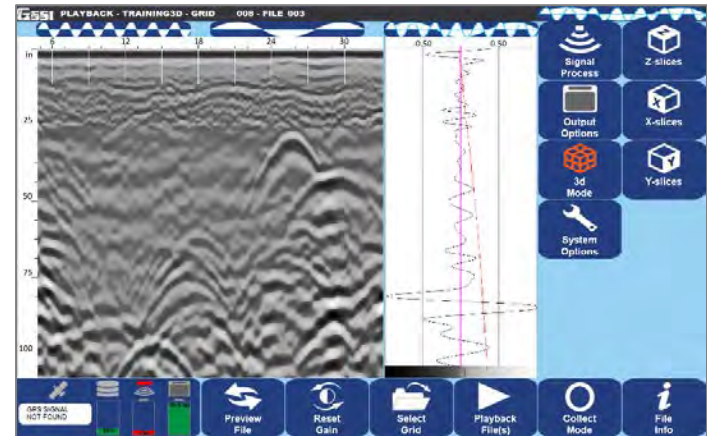 GSSI PLAYBACK - TRAINING3D - GRID 008 - FILE 003
6 12 18 24 30
in
25
50
75
100
-0.50 0.50
Signal
Process
Z-slices
Output
Options
X-slices
3d
Mode
Y-slices
System
Options
GPS SIGNAL
NOT FOUND
Preview
File
Reset
Gain
Select
Grid
Playback
File(s)
Collect
Mode
File
Info